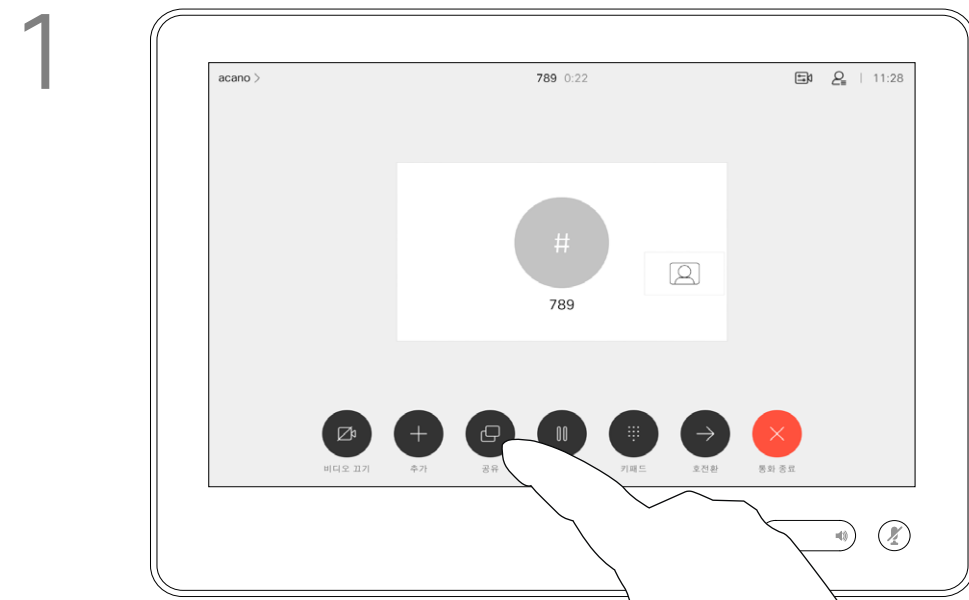 1
acano >
789 0:22
11:28
#
789
비디오 끄기
추가
공유
키패드
호전환
통화 종료